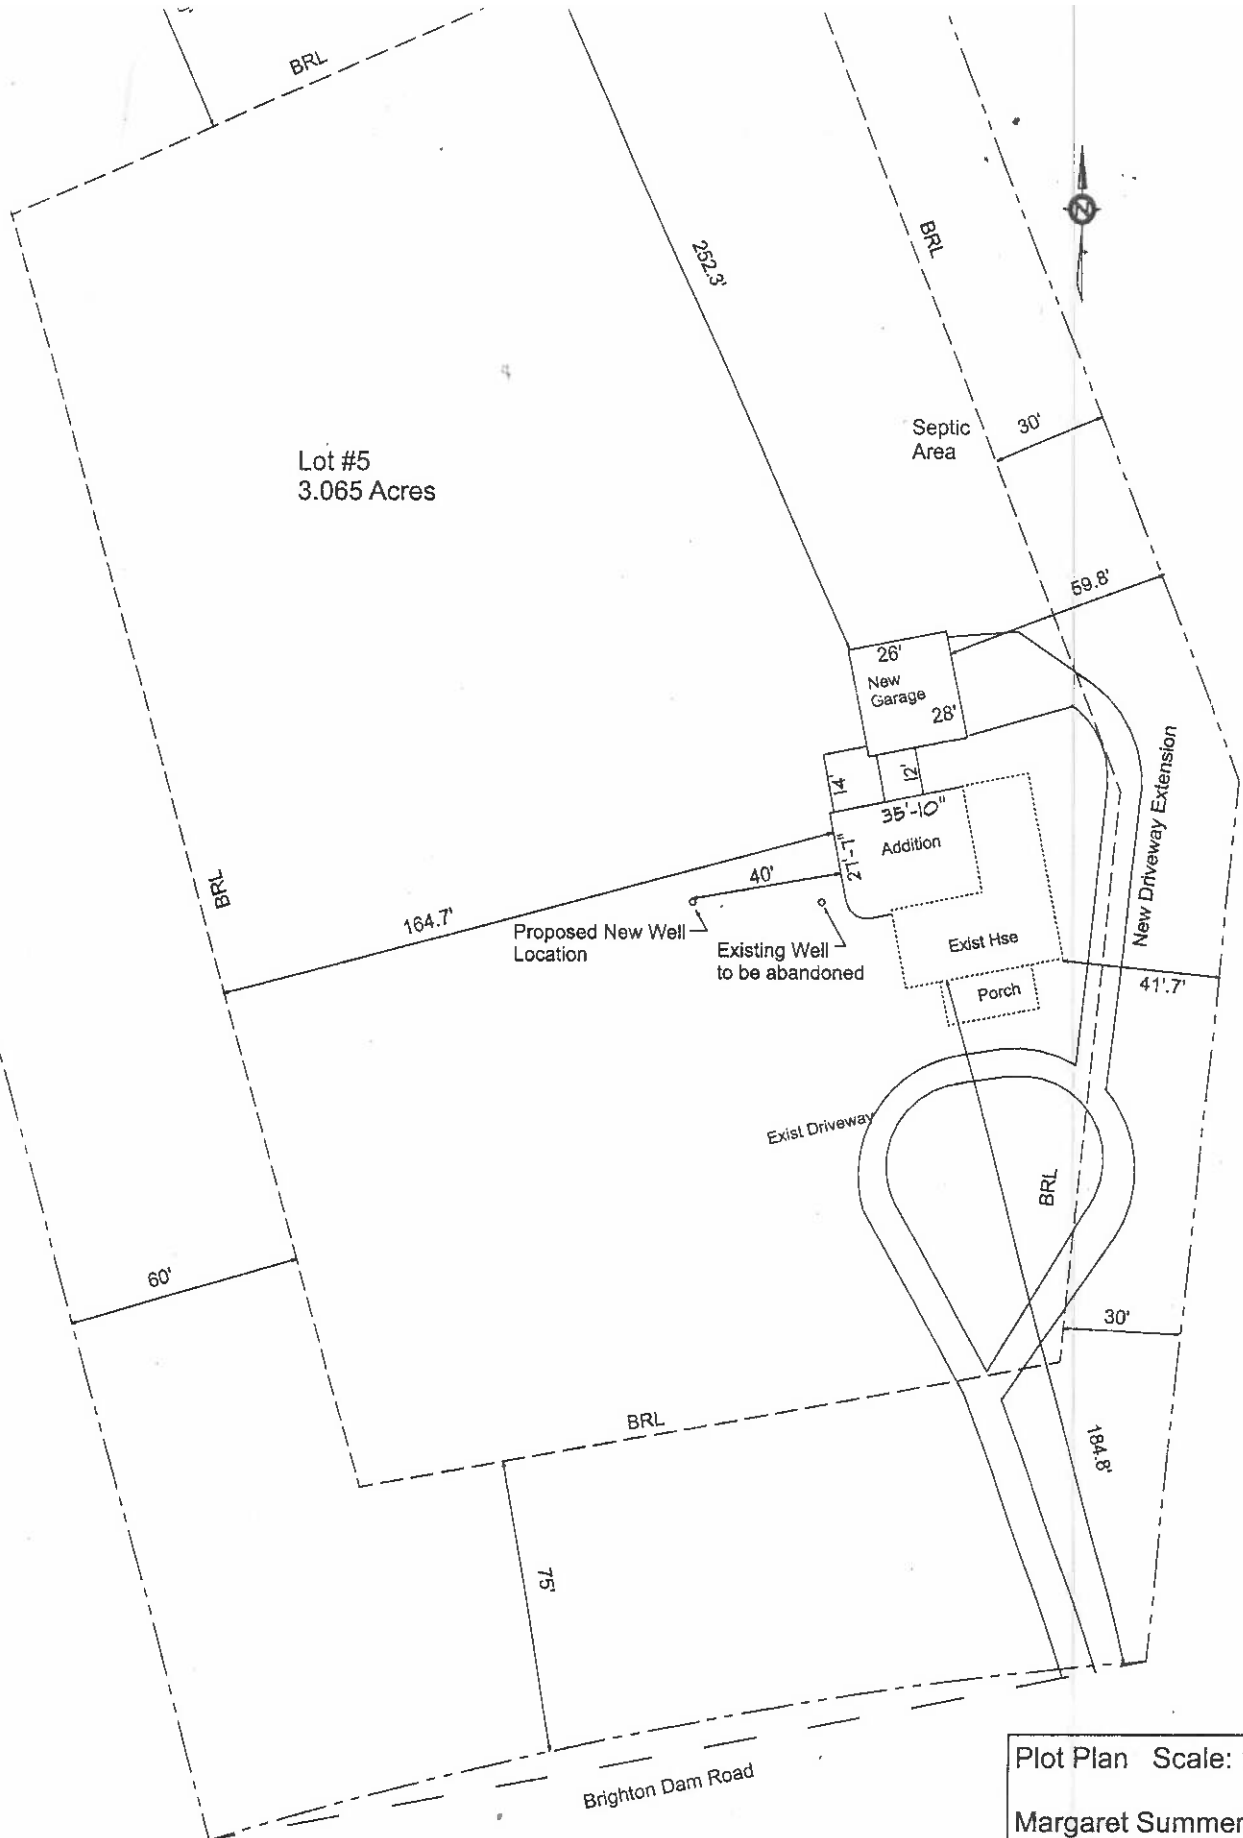 BRL
BRL
252.3'
N
Lot #5
3.065 Acres
Septic
Area
30'
59.8'
26'
New
Garage
28'
14'
12'
35'-10"
Addition
27'-7"
New Driveway Extension
BRL
164.7'
40'
Proposed New Well
Location
Existing Well
to be abandoned
Exist Hse
Porch
41'.7'
Exist Driveway
BRL
60'
30'
BRL
184.8'
75'
Brighton Dam Road
Plot Plan Scale:
Margaret Summer